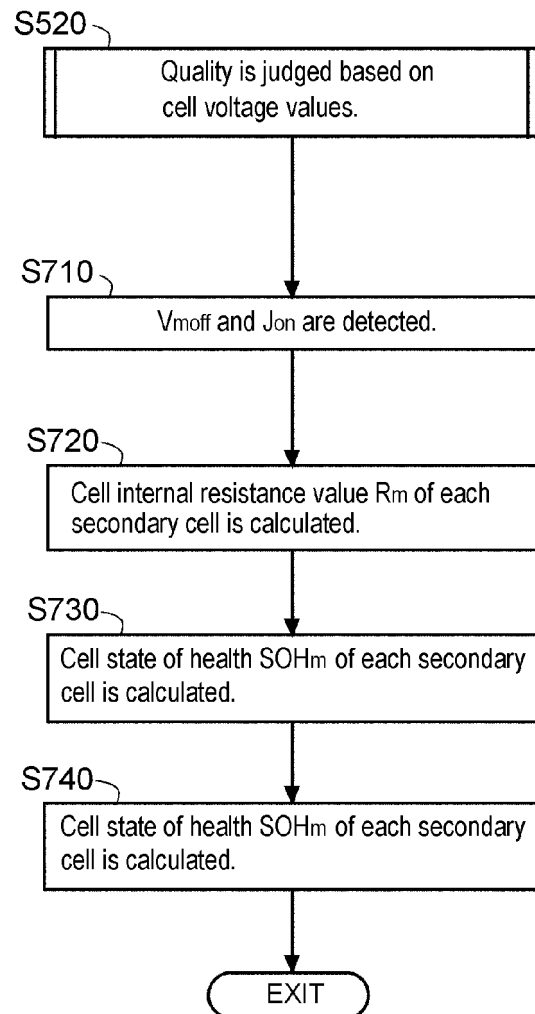 S520
Quality is judged based on
cell voltage values.
S710
Vmoff and Jon are detected.
S720
Cell internal resistance value Rm of each
secondary cell is calculated.
S730
Cell state of health SOHm of each secondary
cell is calculated.
S740
Cell state of health SOHm of each secondary
cell is calculated.
EXIT